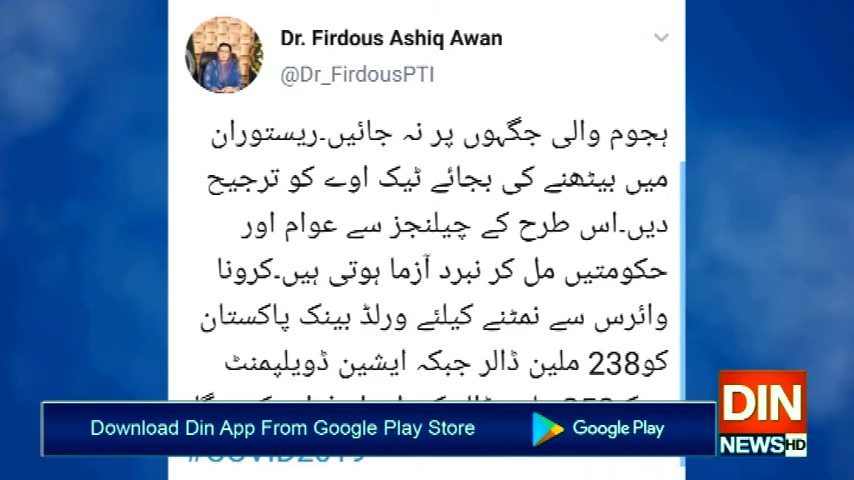 Dr. Firdous Ashiq Awan
@Dr_FirdousPTI
ہجوم والی جگہوں پر نہ جائیں۔ریستوران
میں بیٹھنے کی بجائے ٹیک اوے کو ترجیح
دیں۔اس طرح کے چیلنجز سے عوام اور
حکومتیں مل کر نبرد آزما ہوتی ہیں۔کرونا
وائرس سے نمٹنے کیلئے ورلڈ بینک پاکستان
کو238 ملین ڈالر جبکہ ایشین ڈویلپمنٹ
Download Din App From Google Play Store
Google Play
DIN
NEWS HD